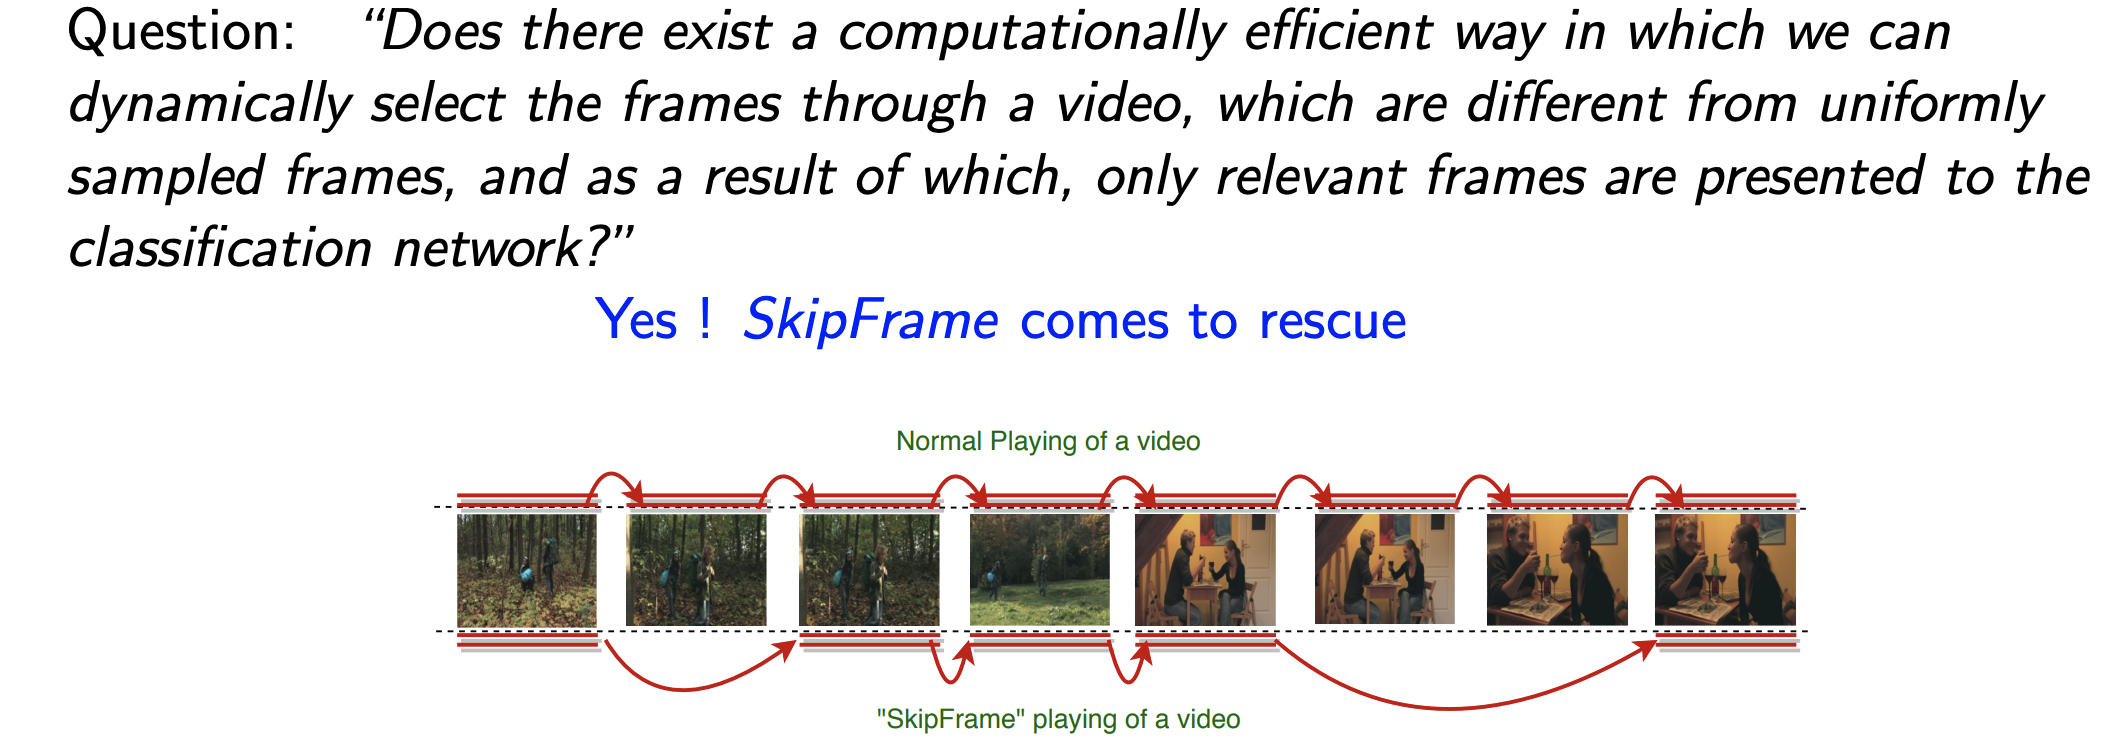 Question: “Does there exist a computationally efficient way in which we can
dynamically select the frames through a video, which are different from uniformly
sampled frames, and as a result of which, only relevant frames are presented to the
classification network?”
Yes ! SkipFrame comes to rescue
Normal Playing of a video
"SkipFrame" playing of a video